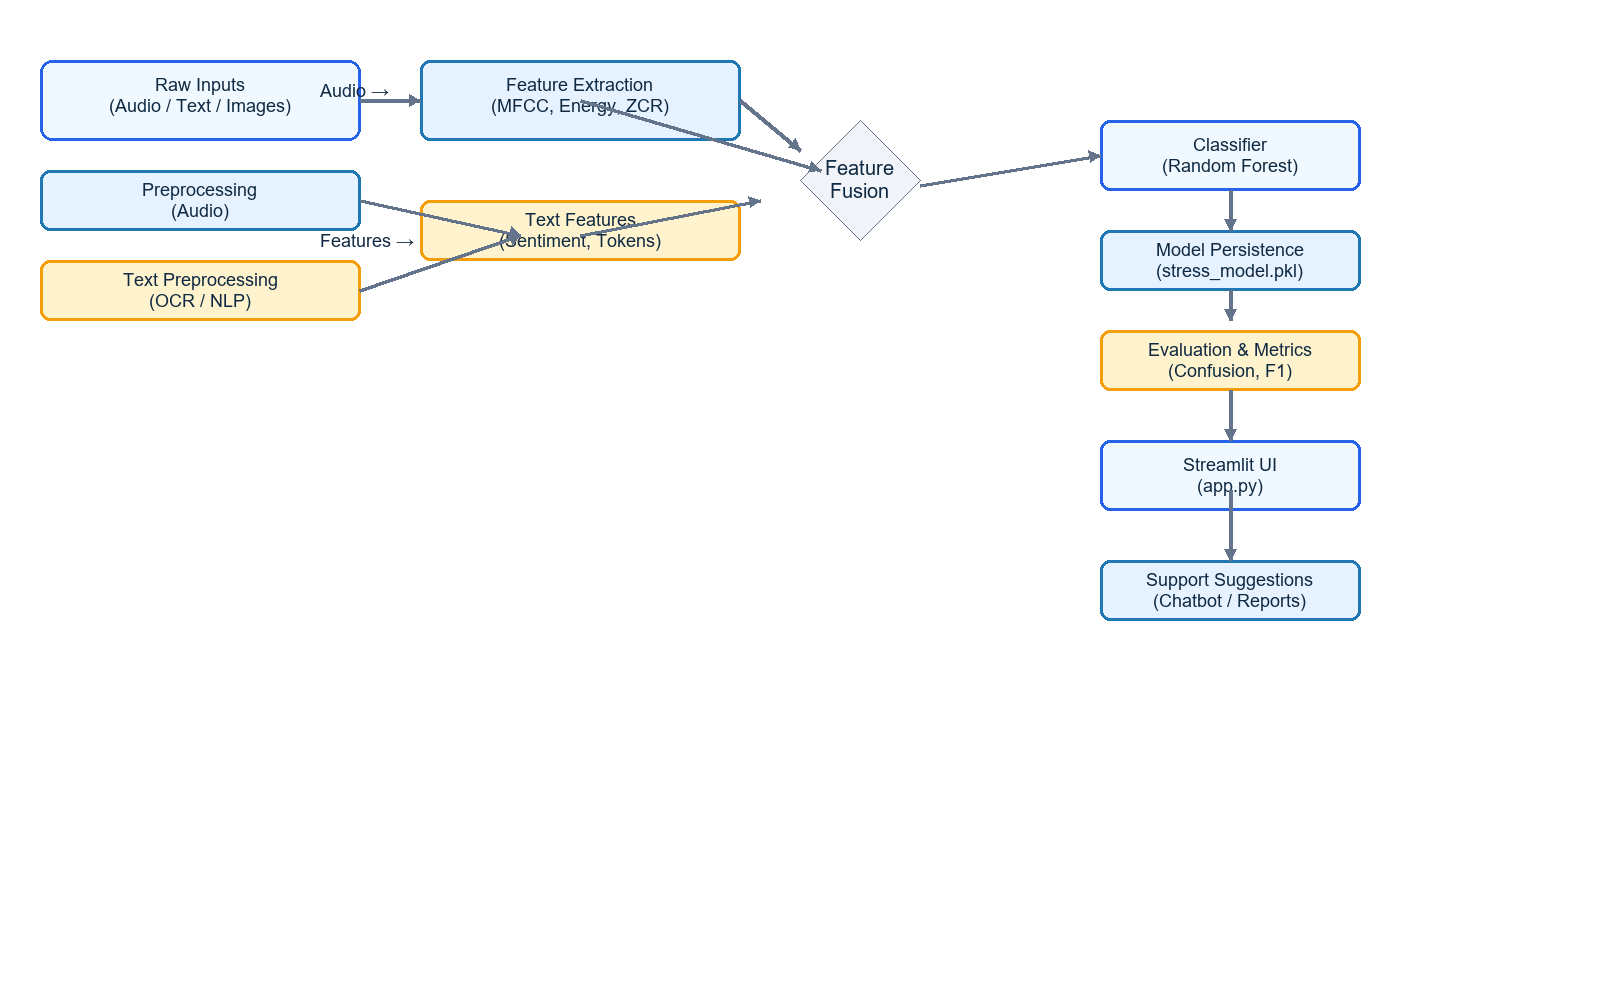 Raw Inputs
(Audio / Text / Images)
Audio →
Feature Extraction
(MFCC, Energy, ZCR)
Preprocessing
(Audio)
Features →
Text Preprocessing
(OCR / NLP)
Text Features
(Sentiment, Tokens)
Feature
Fusion
Classifier
(Random Forest)
Model Persistence
(stress_model.pkl)
Evaluation & Metrics
(Confusion, F1)
Streamlit UI
(app.py)
Support Suggestions
(Chatbot / Reports)